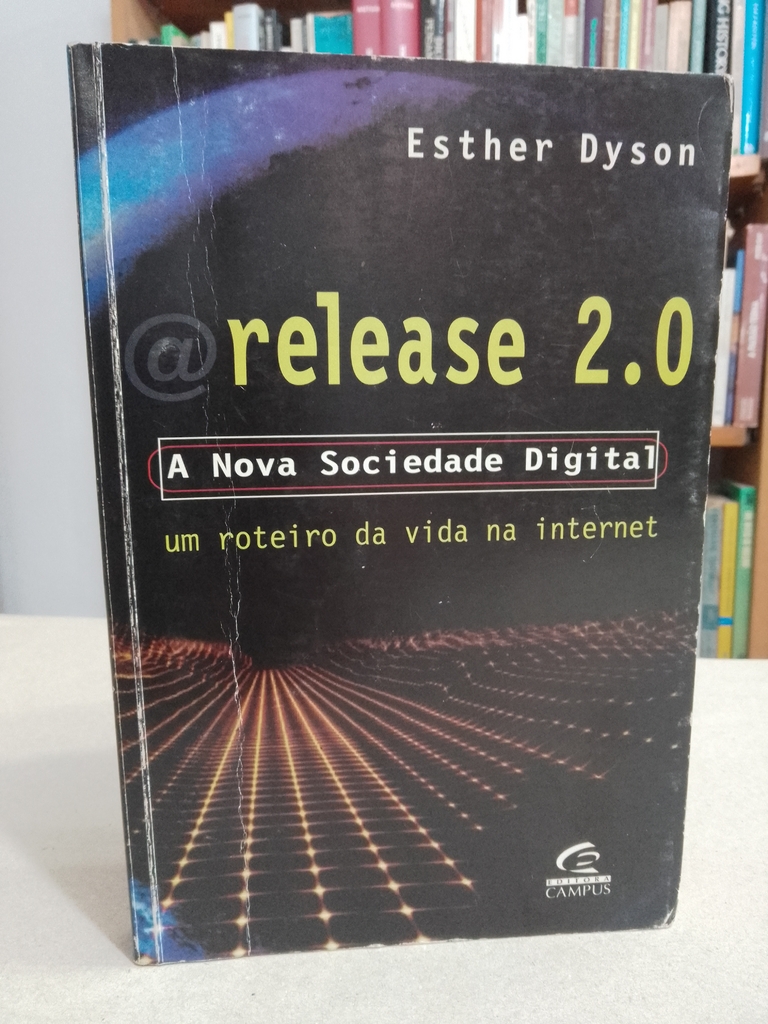 Esther Dyson
@release 2.0
A Nova Sociedade Digital
um roteiro da vida na internet
EDITORA
CAMPUS